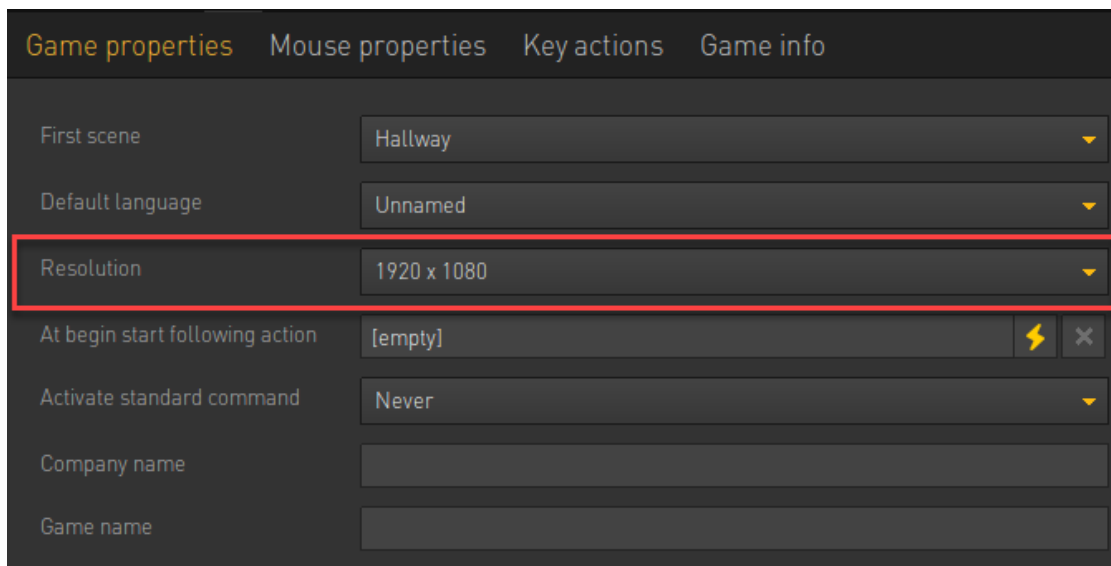 Game properties Mouse properties Key actions Game info
First scene Hallway
Default language Unnamed
Resolution 1920 x 1080
At begin start following action [empty]
Activate standard command Never
Company name
Game name